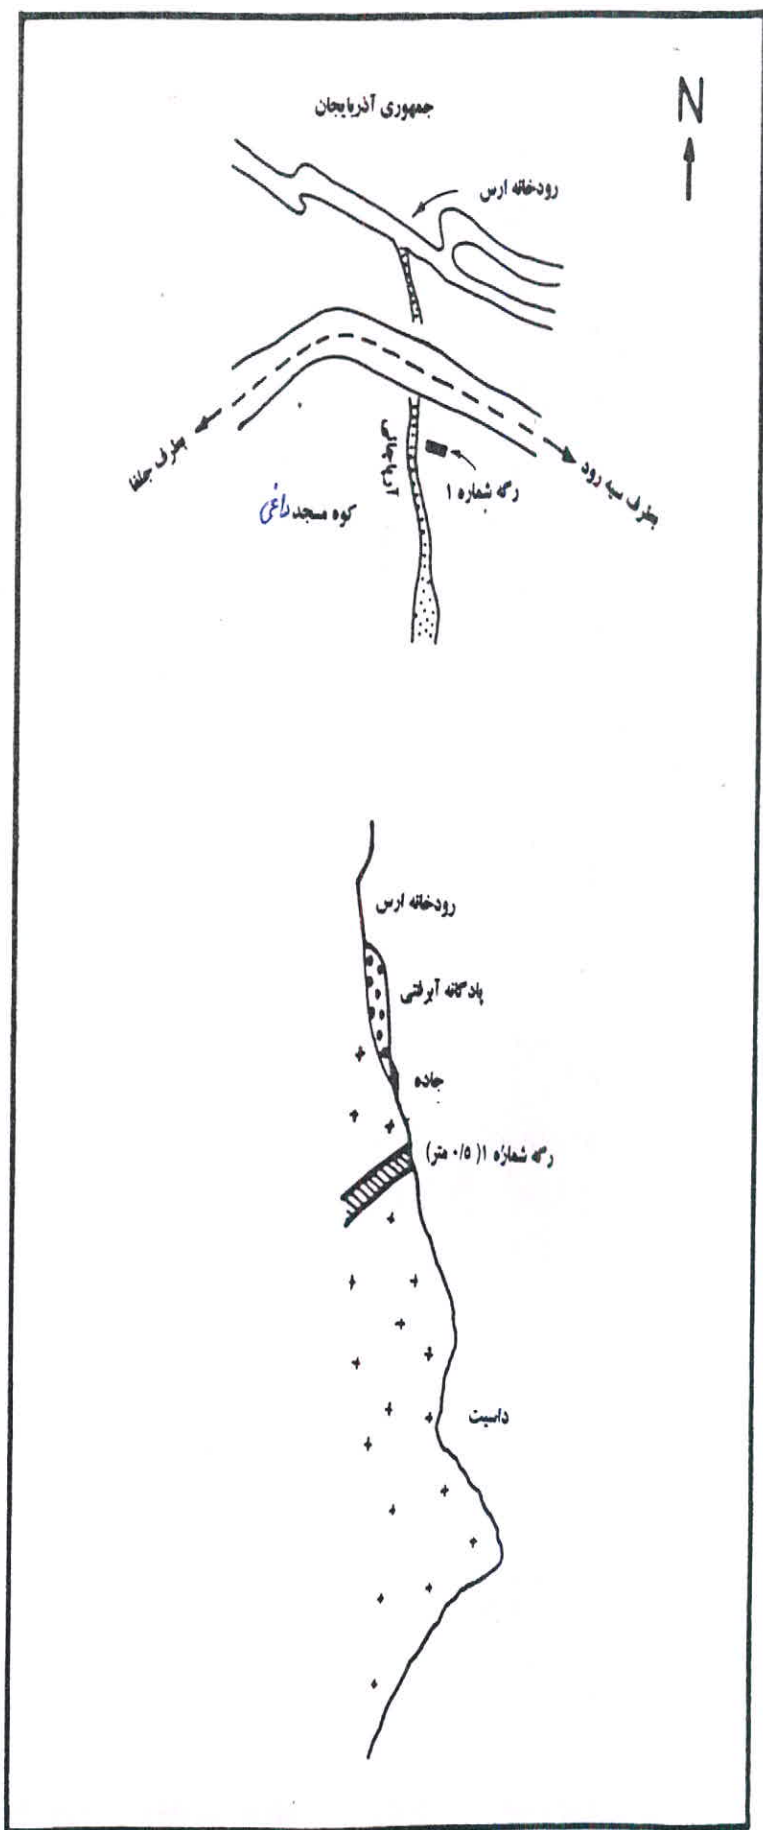 N
جمهوری آذربایجان
رودخانه ارس
بطرف جلفا
بطرف سیه رود
رگه شماره ۱
کوه مسجد داغی
رودخانه ارس
پادگانه آبرفتی
جاده
رگه شماره ۱( ۰/۵ متر)
داسیت